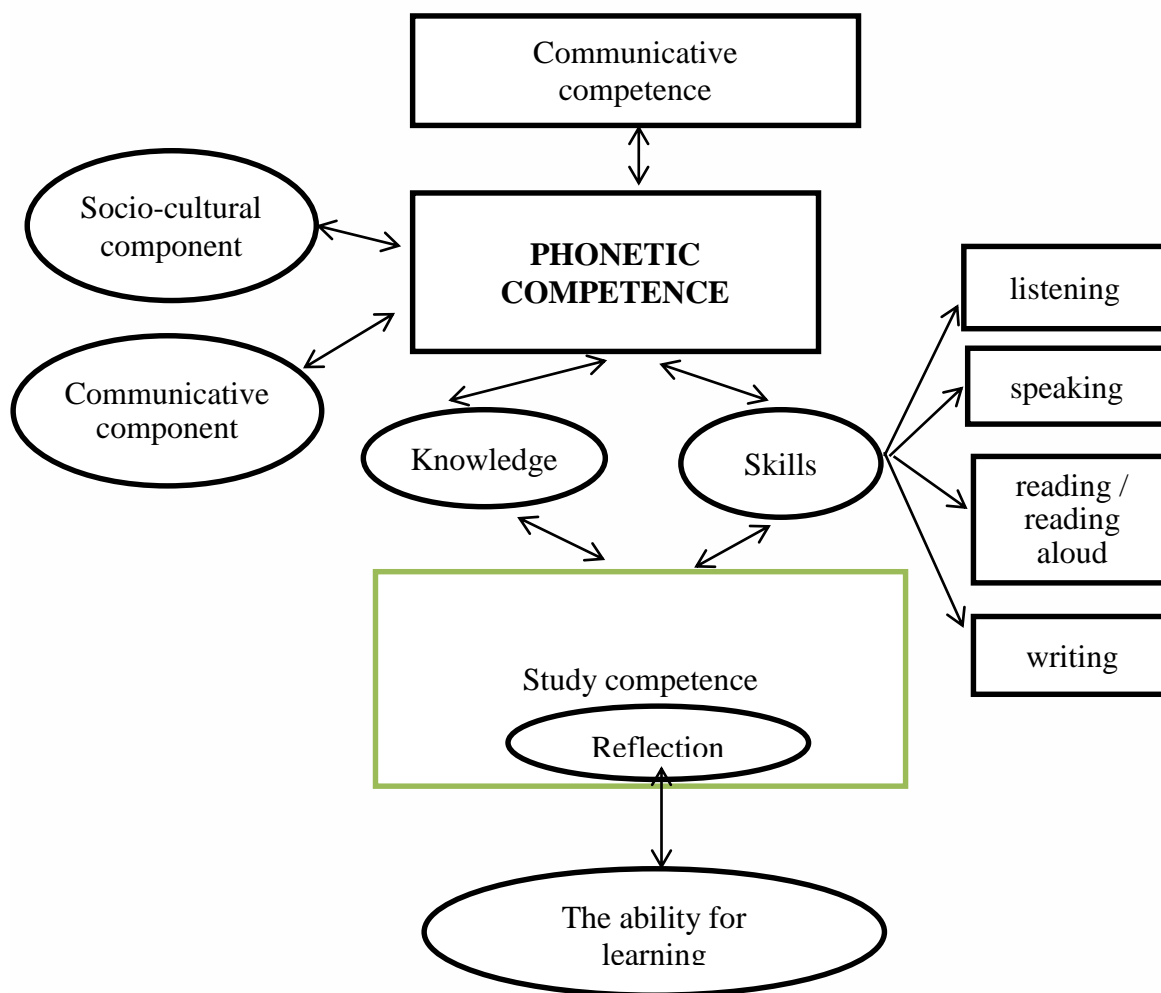 Communicative
competence
Socio-cultural
component
PHONETIC
COMPETENCE
listening
Communicative
component
speaking
Knowledge
Skills
reading /
reading
aloud
writing
Study competence
Reflection
The ability for
learning